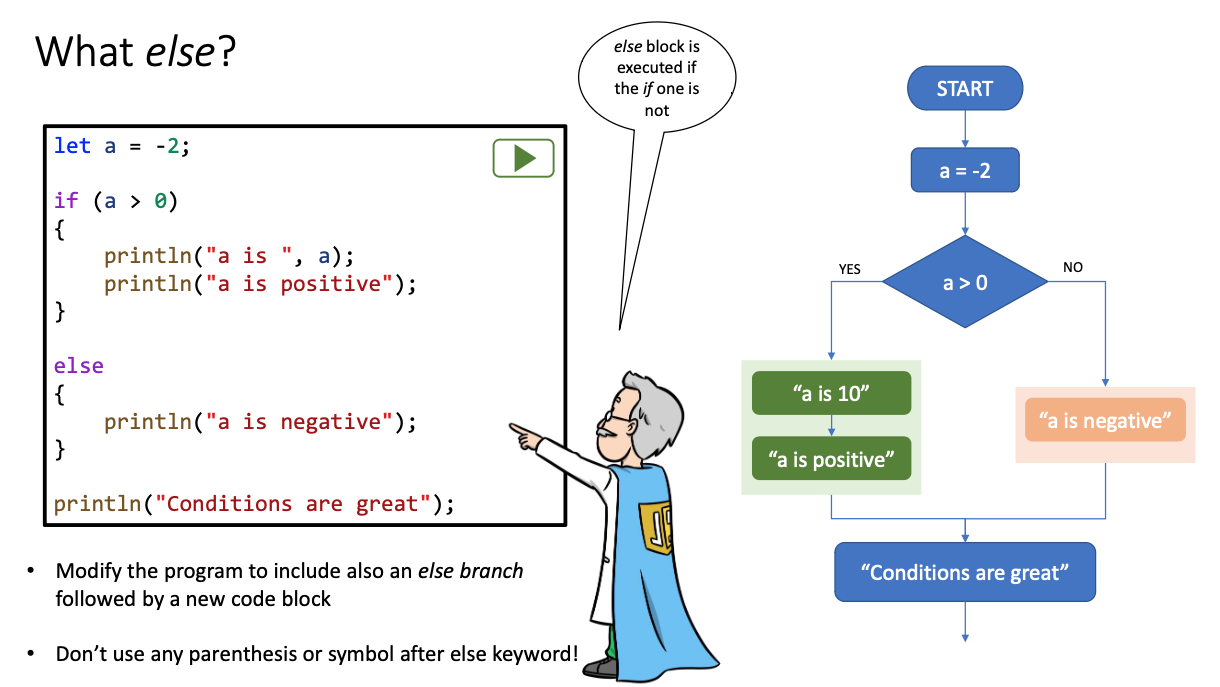 What else?
let a = -2;
if (a > 0)
{
println("a is ", a);
println("a is positive");
}
else
{
println("a is negative");
}
println("Conditions are great");
else block is
executed if
the if one is
not
START
a = -2
a > 0
YES
NO
“a is 10”
“a is positive”
“a is negative”
“Conditions are great”
• Modify the program to include also an else branch
followed by a new code block
• Don’t use any parenthesis or symbol after else keyword!